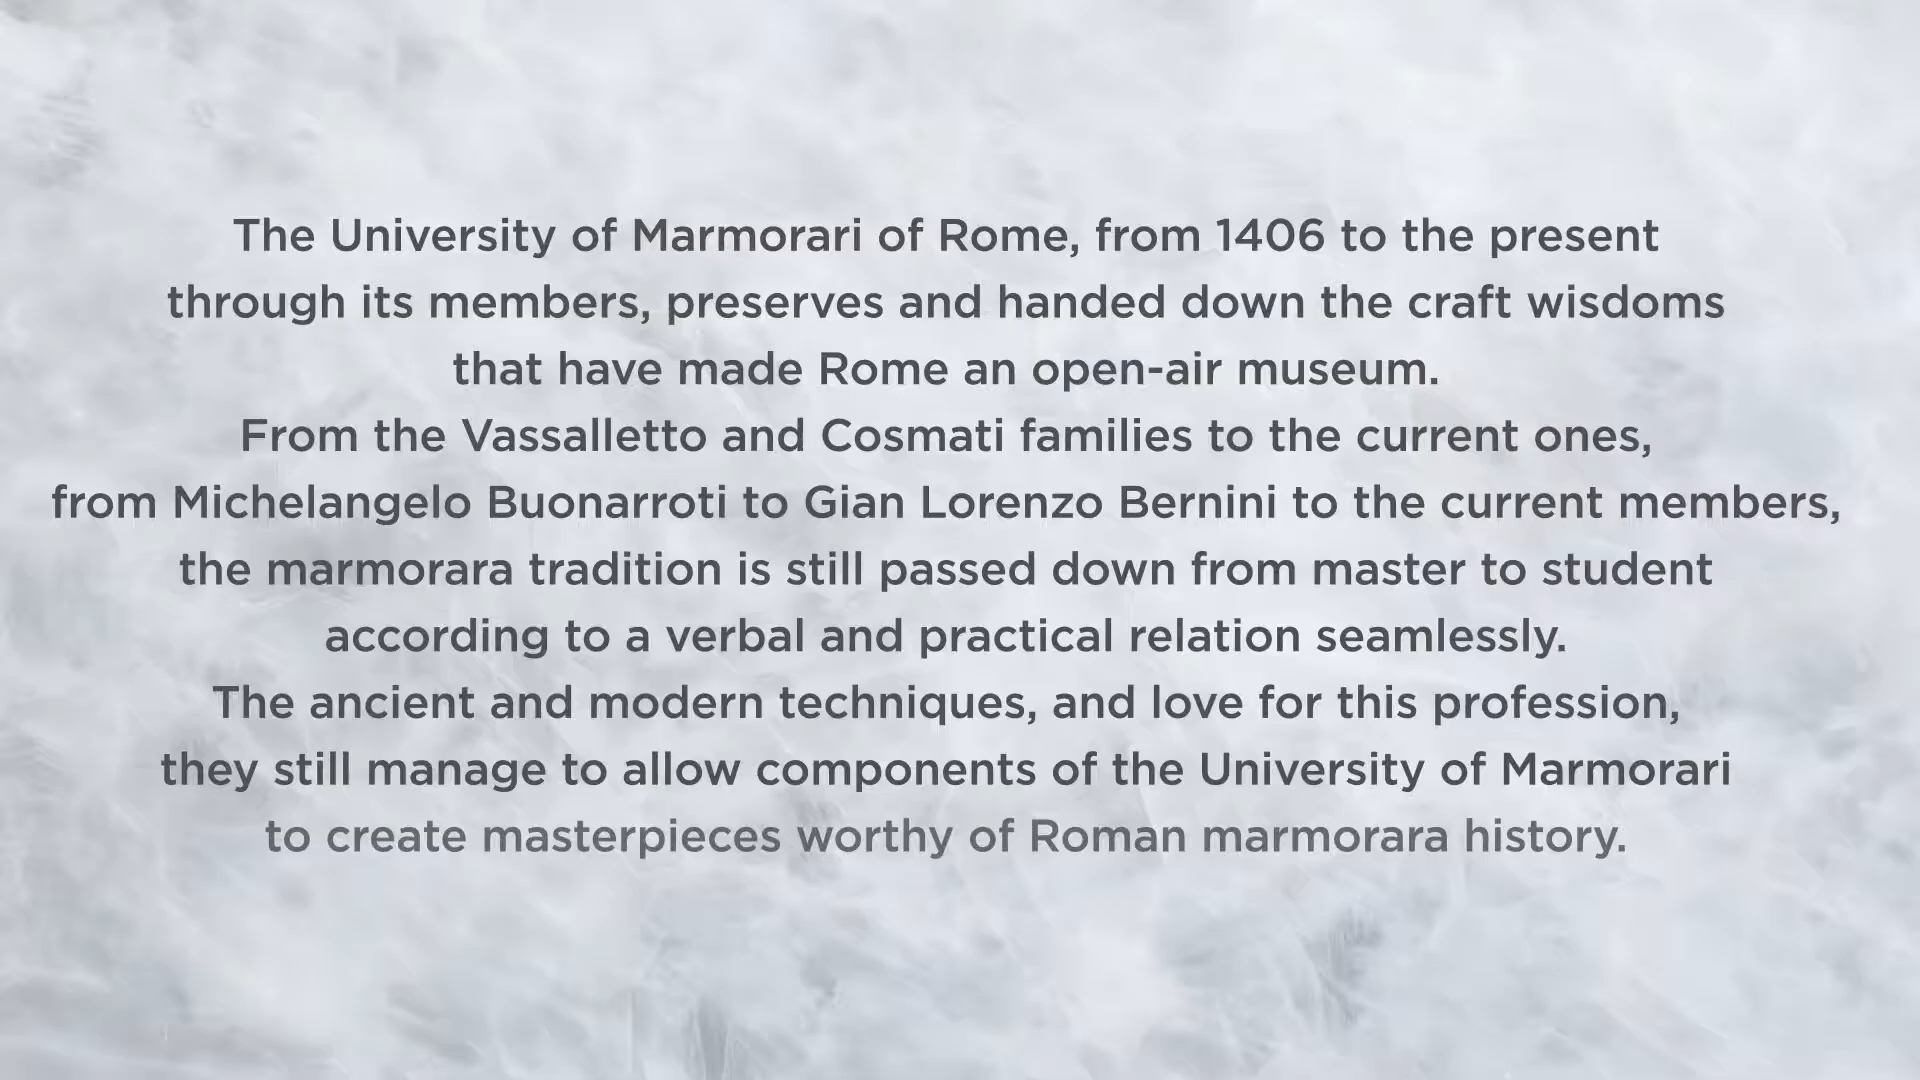 The University of Marmorari of Rome, from 1406 to the present
through its members, preserves and handed down the craft wisdoms
that have made Rome an open-air museum.
From the Vassalletto and Cosmati families to the current ones,
from Michelangelo Buonarroti to Gian Lorenzo Bernini to the current members,
the marmorara tradition is still passed down from master to student
according to a verbal and practical relation seamlessly.
The ancient and modern techniques, and love for this profession,
they still manage to allow components of the University of Marmorari
to create masterpieces worthy of Roman marmorara history.